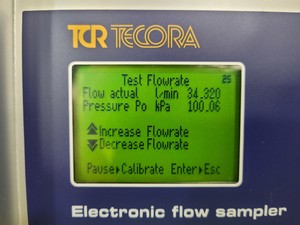 TCR TECORA
Test Flowrate 25
Flow actual l/min 34.320
Pressure Po kPa 100.06
Increase Flowrate
Decrease Flowrate
Pause▸Calibrate Enter▸Esc
Electronic flow sampler